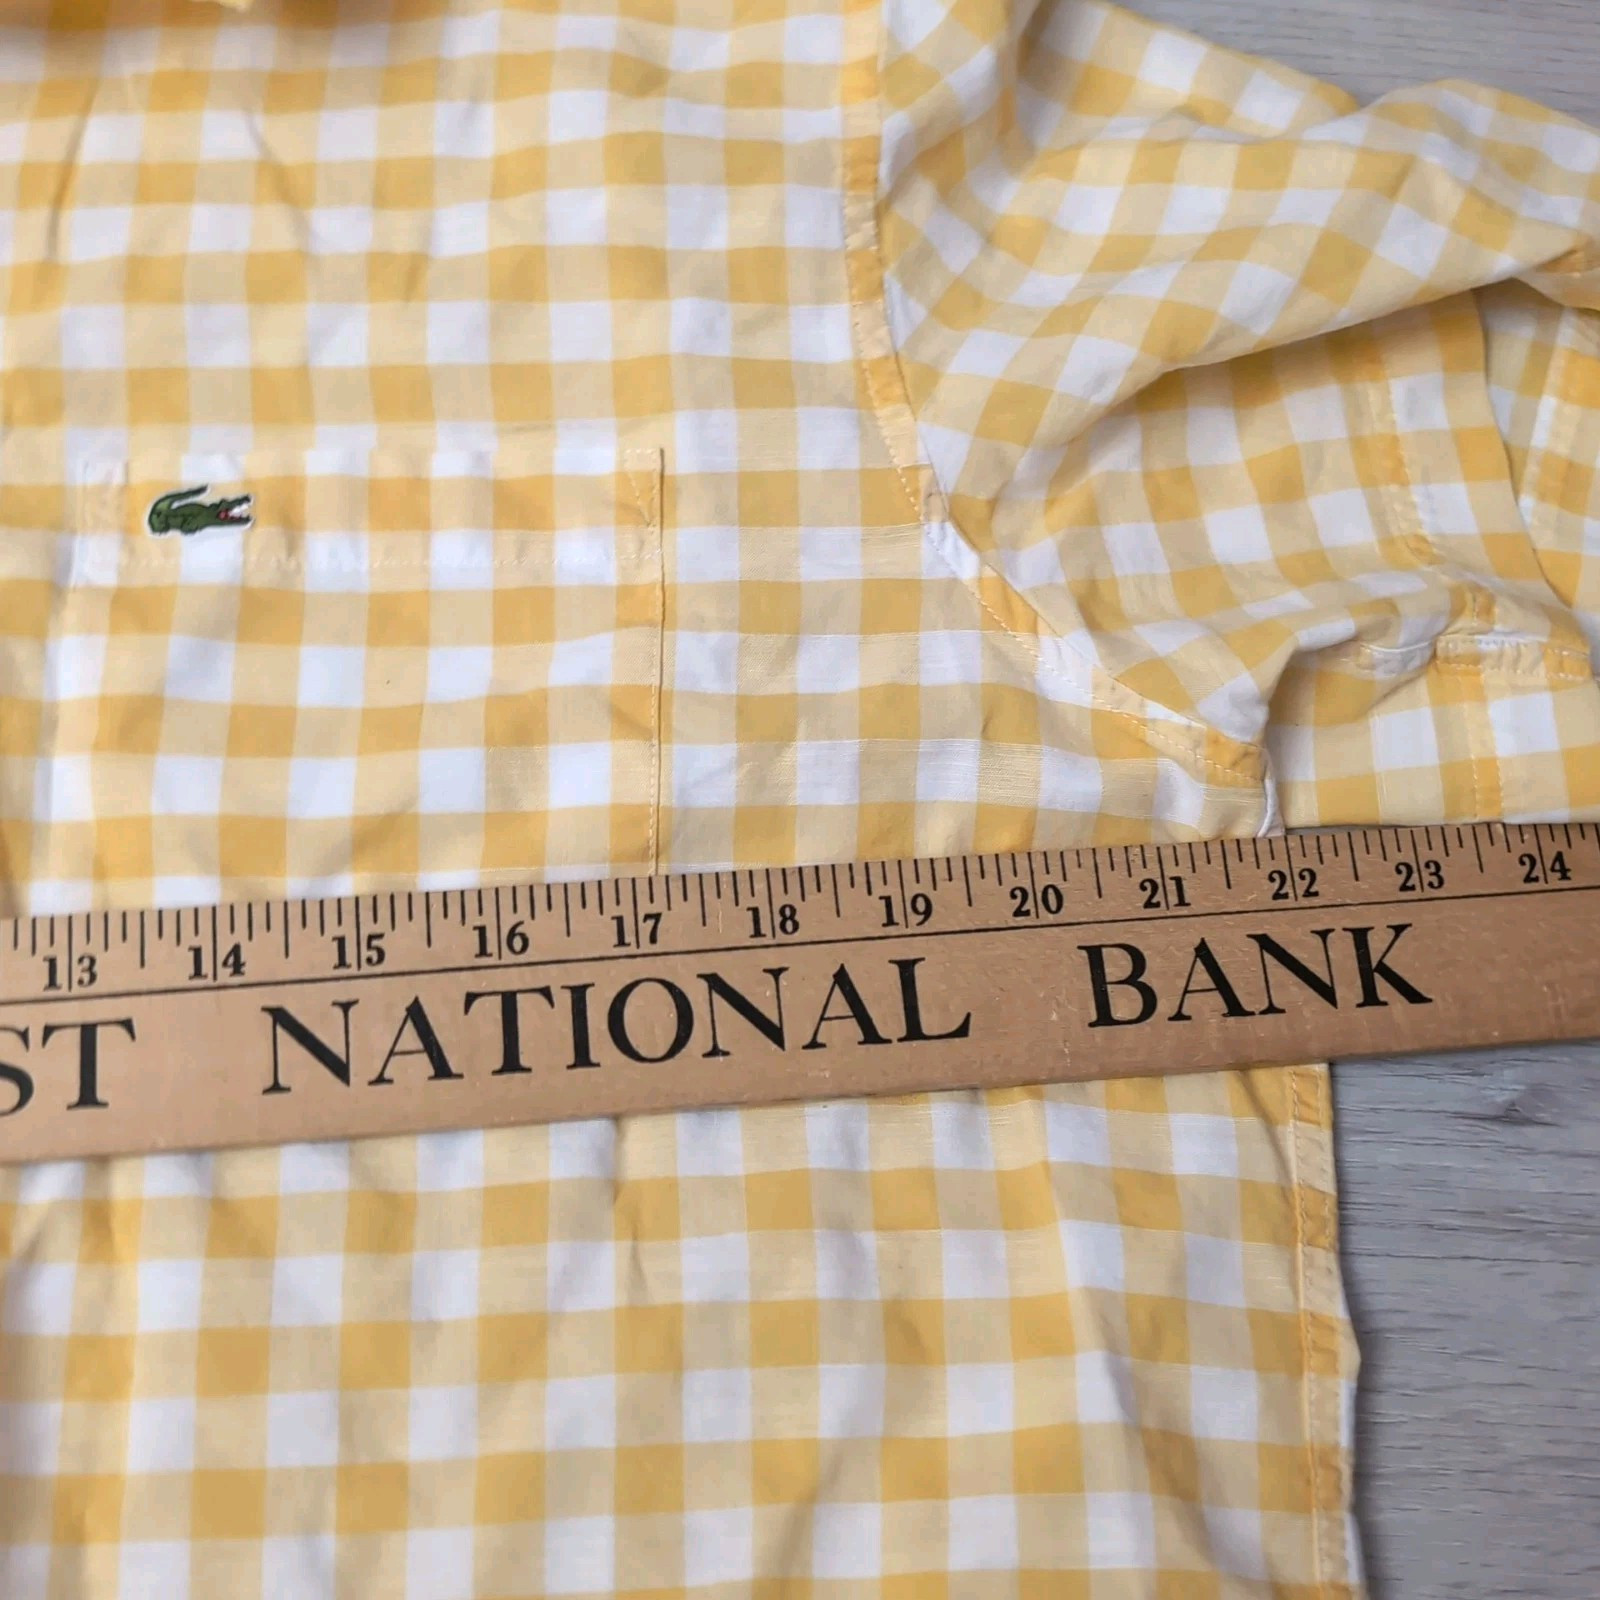 13 14 15 16 17 18 19 20 21 22 23 24
ST NATIONAL BANK